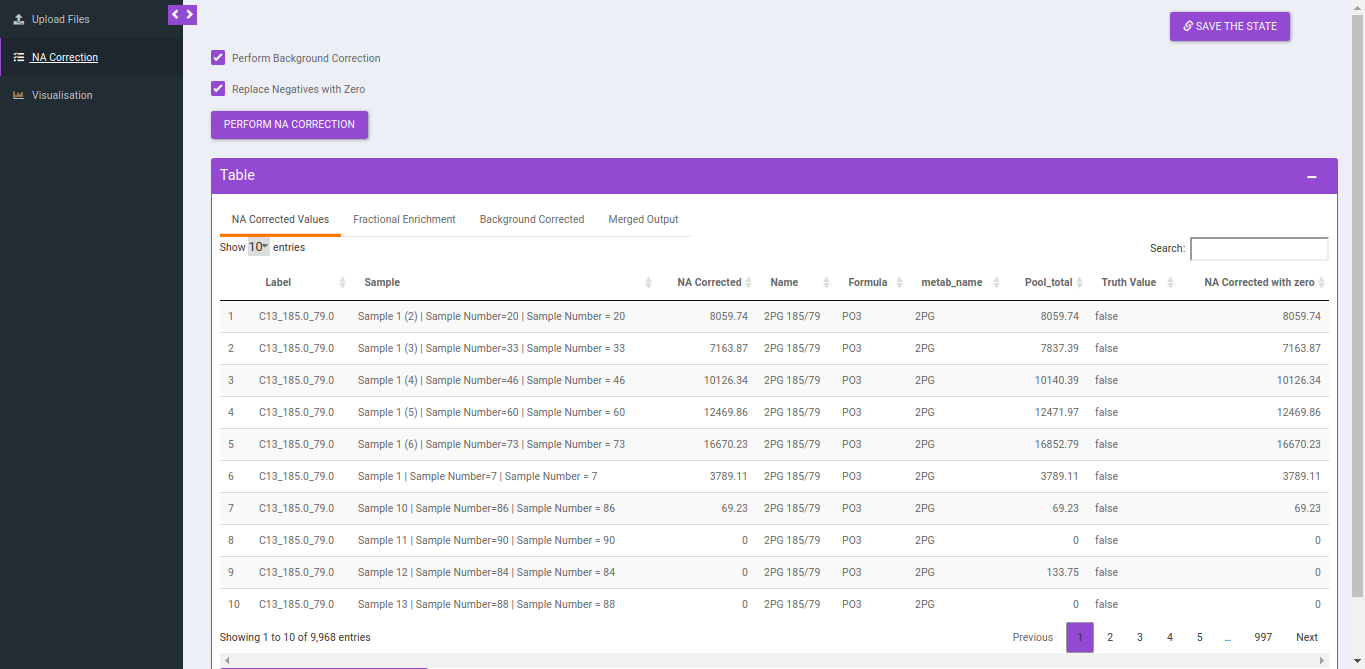 Upload Files
NA Correction
Visualisation
SAVE THE STATE
Perform Background Correction
Replace Negatives with Zero
PERFORM NA CORRECTION
Table
NA Corrected Values Fractional Enrichment Background Corrected Merged Output
Show 10 entries Search:
Label Sample NA Corrected Name Formula metab_name Pool_total Truth Value NA Corrected with zero
1 C13_185.0_79.0 Sample 1 (2) | Sample Number=20 | Sample Number = 20 8059.74 2PG 185/79 PO3 2PG 8059.74 false 8059.74
2 C13_185.0_79.0 Sample 1 (3) | Sample Number=33 | Sample Number = 33 7163.87 2PG 185/79 PO3 2PG 7837.39 false 7163.87
3 C13_185.0_79.0 Sample 1 (4) | Sample Number=46 | Sample Number = 46 10126.34 2PG 185/79 PO3 2PG 10140.39 false 10126.34
4 C13_185.0_79.0 Sample 1 (5) | Sample Number=60 | Sample Number = 60 12469.86 2PG 185/79 PO3 2PG 12471.97 false 12469.86
5 C13_185.0_79.0 Sample 1 (6) | Sample Number=73 | Sample Number = 73 16670.23 2PG 185/79 PO3 2PG 16852.79 false 16670.23
6 C13_185.0_79.0 Sample 1 | Sample Number=7 | Sample Number = 7 3789.11 2PG 185/79 PO3 2PG 3789.11 false 3789.11
7 C13_185.0_79.0 Sample 10 | Sample Number=86 | Sample Number = 86 69.23 2PG 185/79 PO3 2PG 69.23 false 69.23
8 C13_185.0_79.0 Sample 11 | Sample Number=90 | Sample Number = 90 0 2PG 185/79 PO3 2PG 0 false 0
9 C13_185.0_79.0 Sample 12 | Sample Number=84 | Sample Number = 84 0 2PG 185/79 PO3 2PG 133.75 false 0
10 C13_185.0_79.0 Sample 13 | Sample Number=88 | Sample Number = 88 0 2PG 185/79 PO3 2PG 0 false 0
Showing 1 to 10 of 9,968 entries Previous 1 2 3 4 5 ... 997 Next